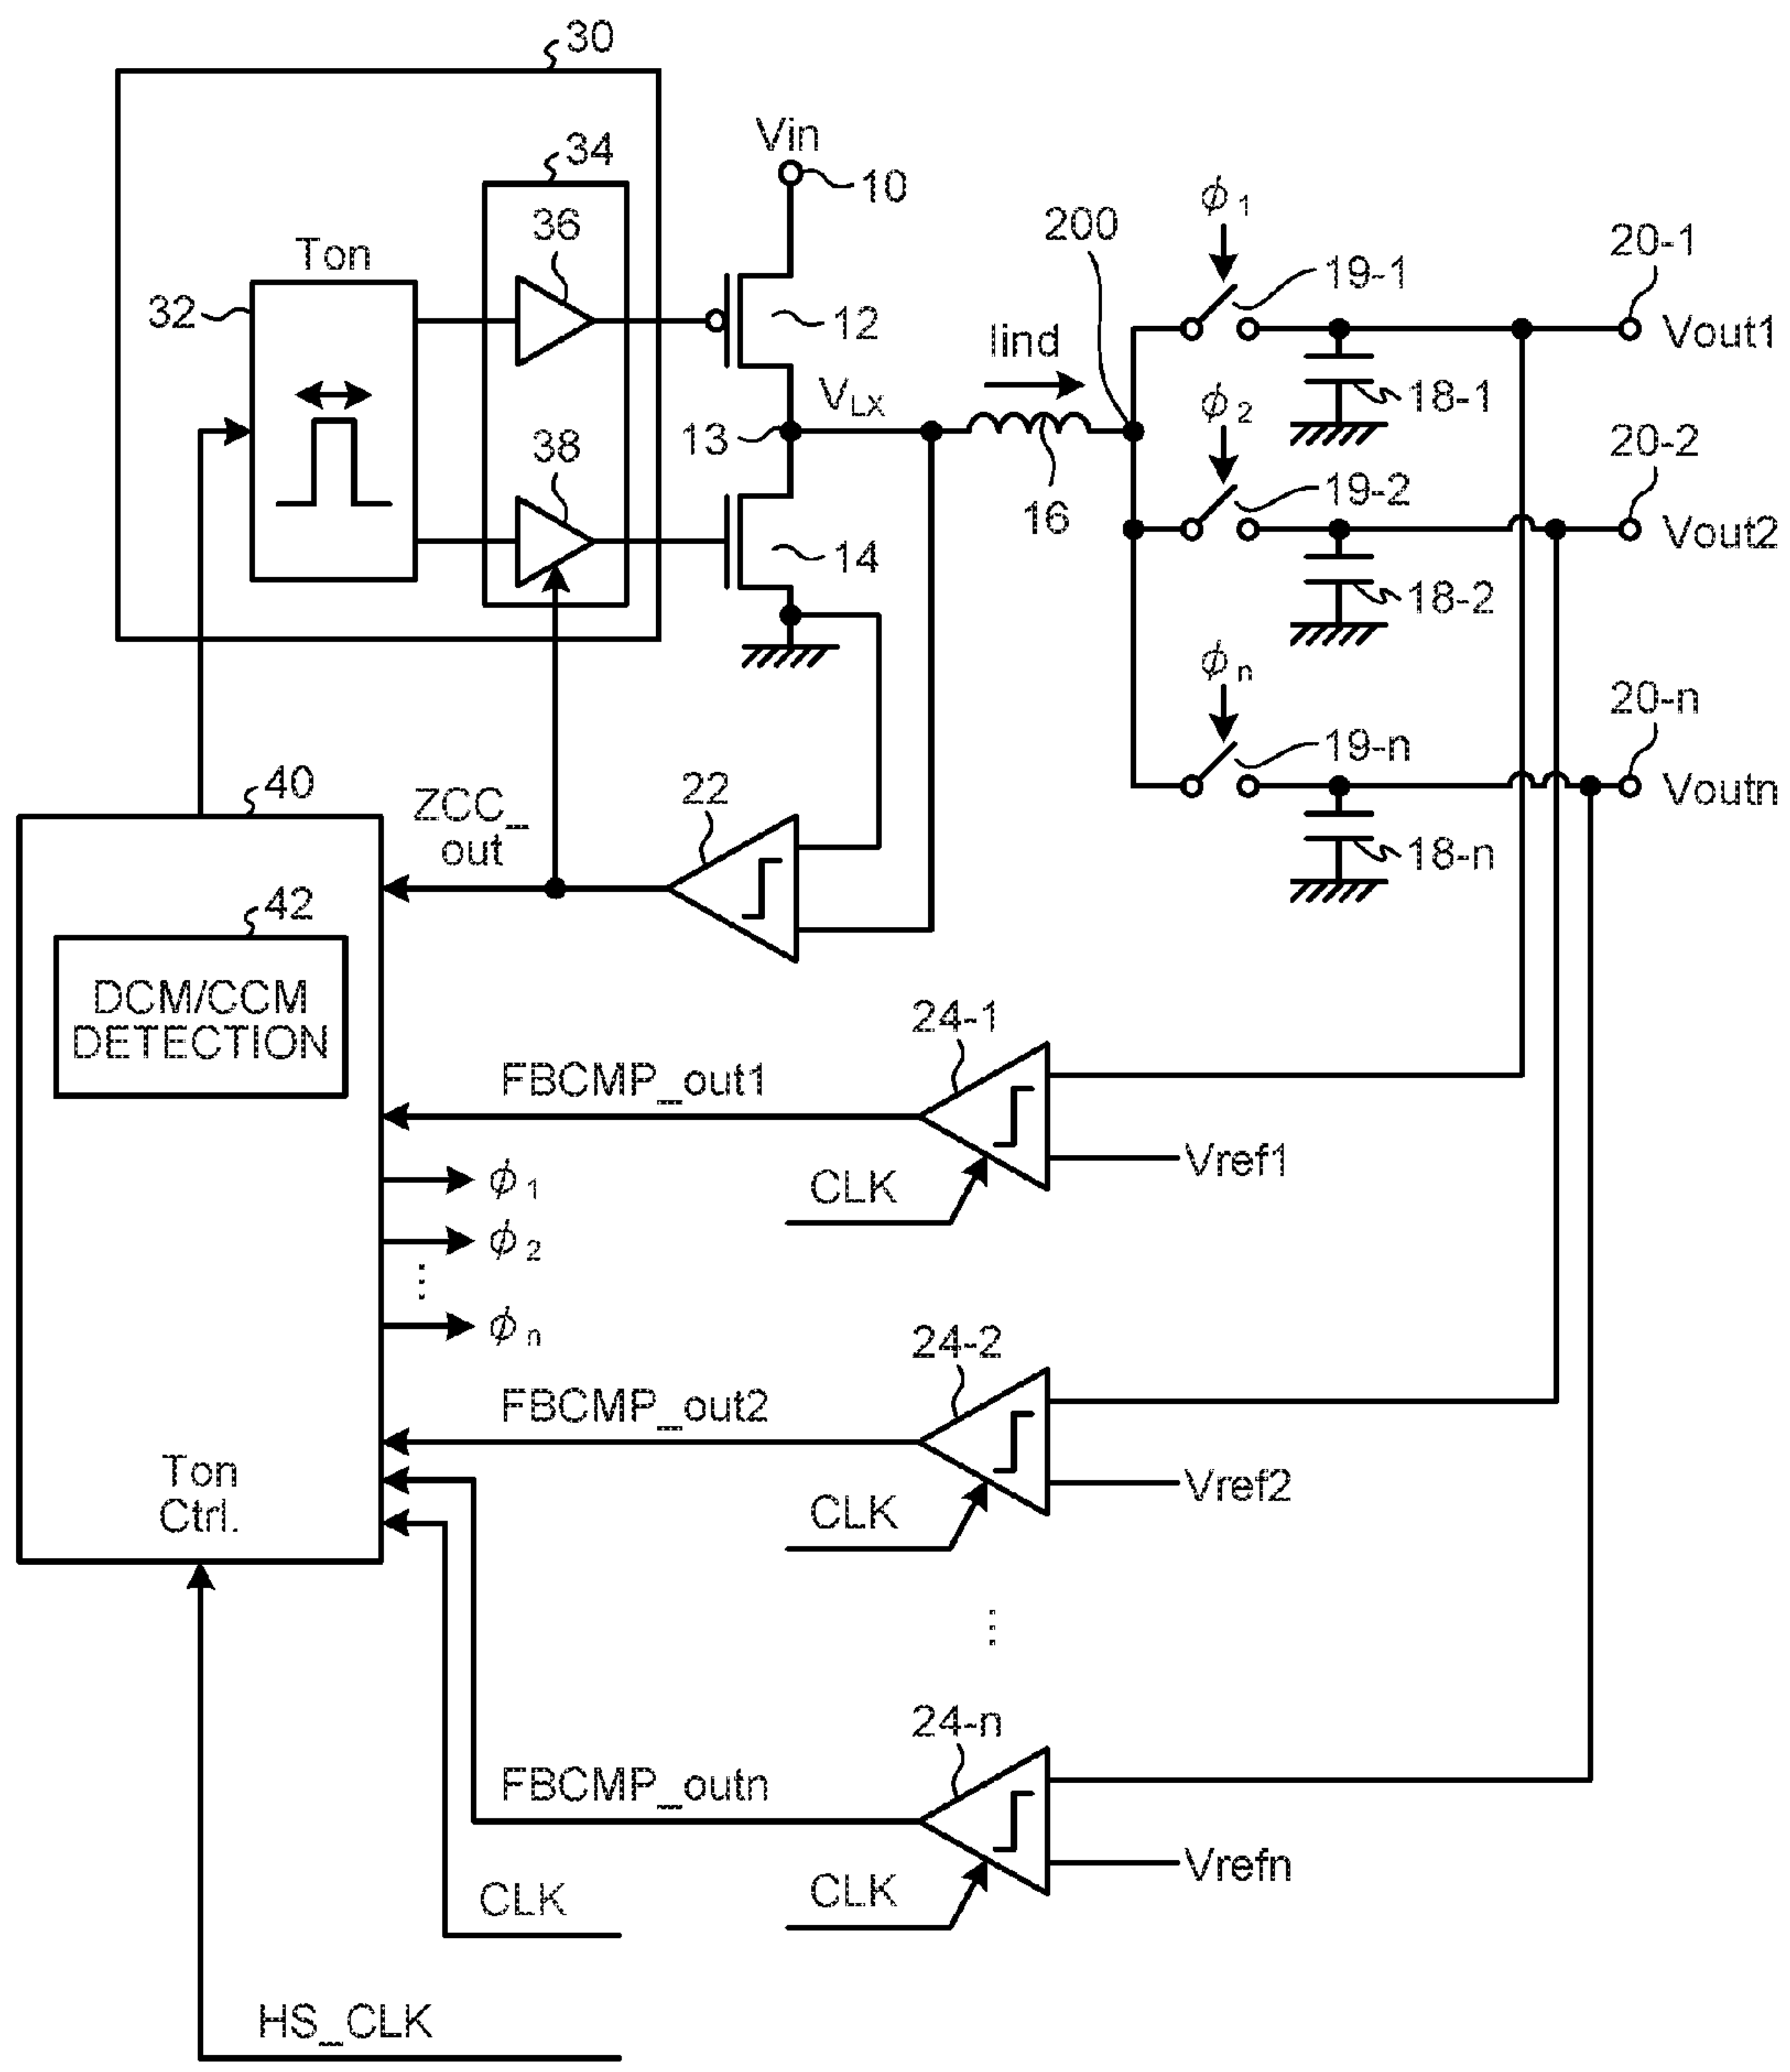 30
Vin
34
10
36
ϕ1
200
20-1
Ton
19-1
32
12
Iind
Vout1
VLX
18-1
ϕ2
13
20-2
38
19-2
16
Vout2
14
18-2
ϕn
20-n
19-n
40
ZCC_
out
22
Voutn
18-n
42
DCM/CCM
DETECTION
24-1
FBCMP_out1
Vref1
CLK
ϕ1
ϕ2
⋮
ϕn
24-2
FBCMP_out2
Ton
Ctrl.
Vref2
CLK
⋮
24-n
FBCMP_outn
Vrefn
CLK
CLK
HS_CLK